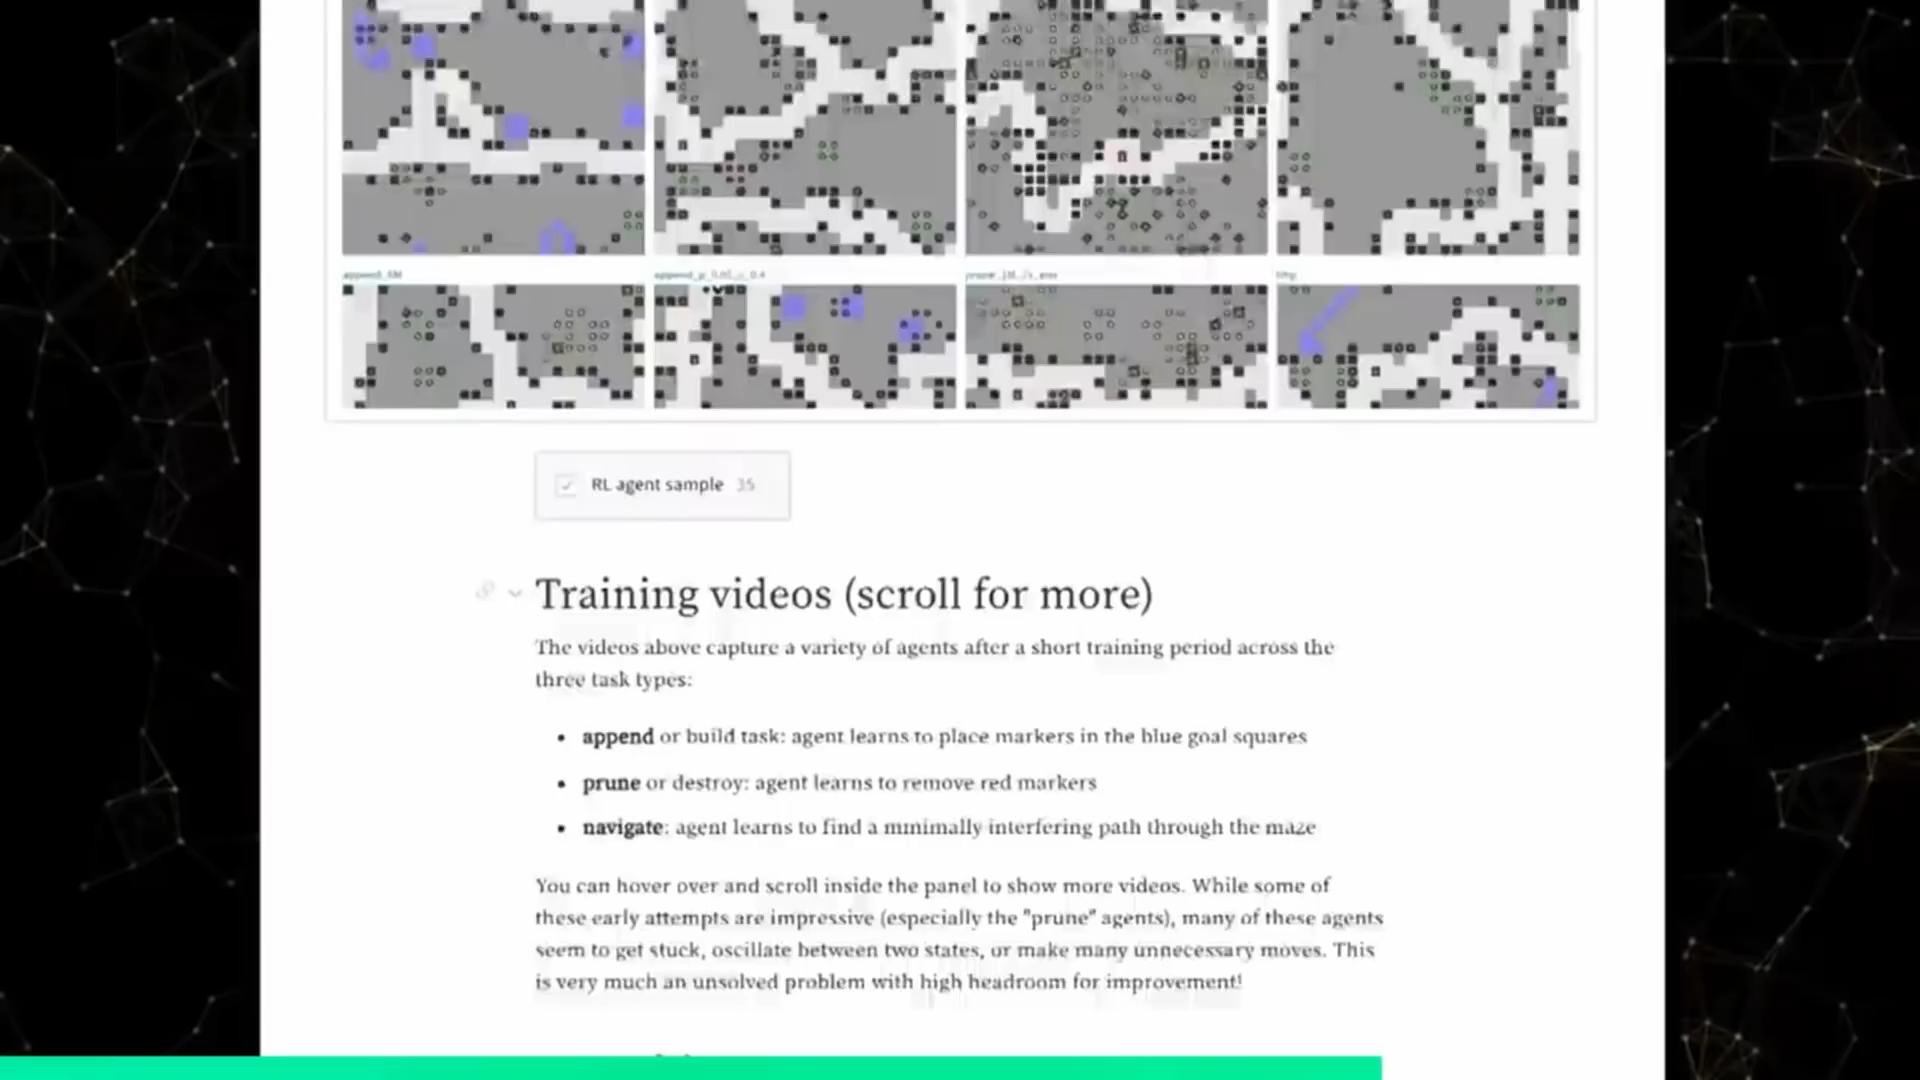 RL agent sample 35
Training videos (scroll for more)
The videos above capture a variety of agents after a short training period across the
three task types:
• append or build task: agent learns to place markers in the blue goal squares
• prune or destroy: agent learns to remove red markers
• navigate: agent learns to find a minimally interfering path through the maze
You can hover over and scroll inside the panel to show more videos. While some of
these early attempts are impressive (especially the "prune" agents), many of these agents
seem to get stuck, oscillate between two states, or make many unnecessary moves. This
is very much an unsolved problem with high headroom for improvement!